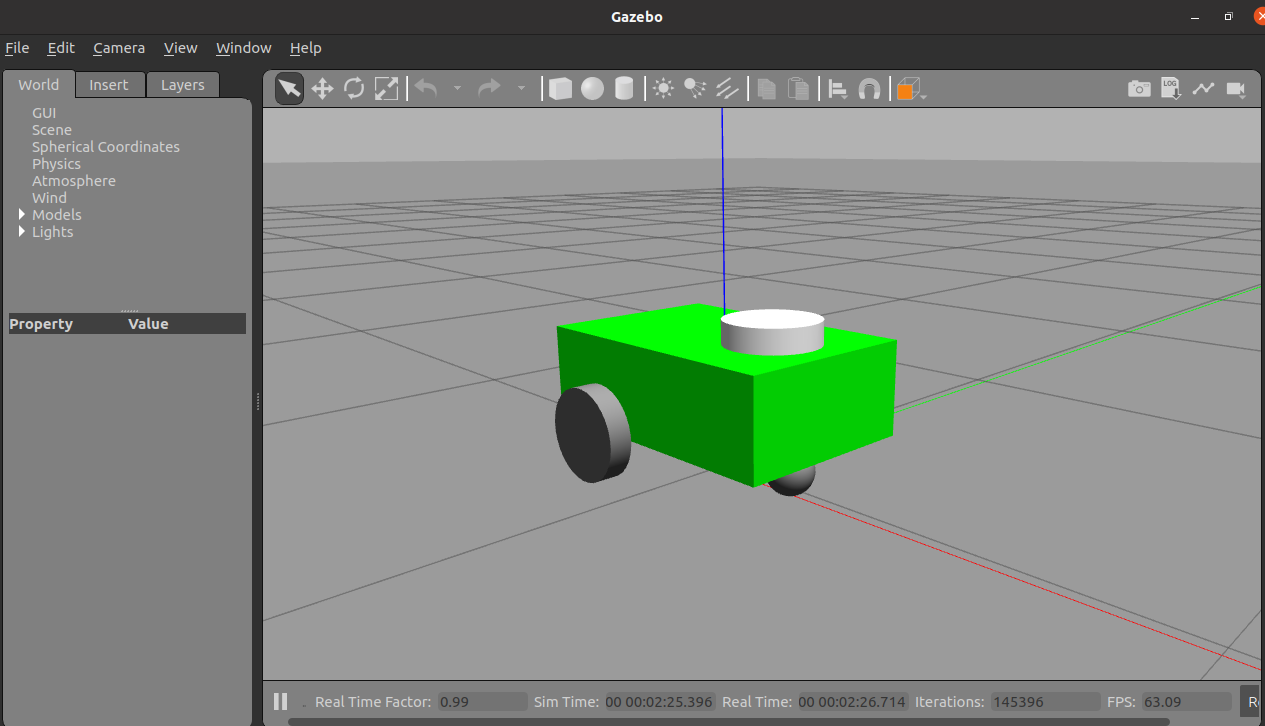 Gazebo
File Edit Camera View Window Help
World Insert Layers
LOG
GUI
Scene
Spherical Coordinates
Physics
Atmosphere
Wind
Models
Lights
Property Value
Real Time Factor: 0.99 Sim Time: 00 00:02:25.396 Real Time: 00 00:02:26.714 Iterations: 145396 FPS: 63.09